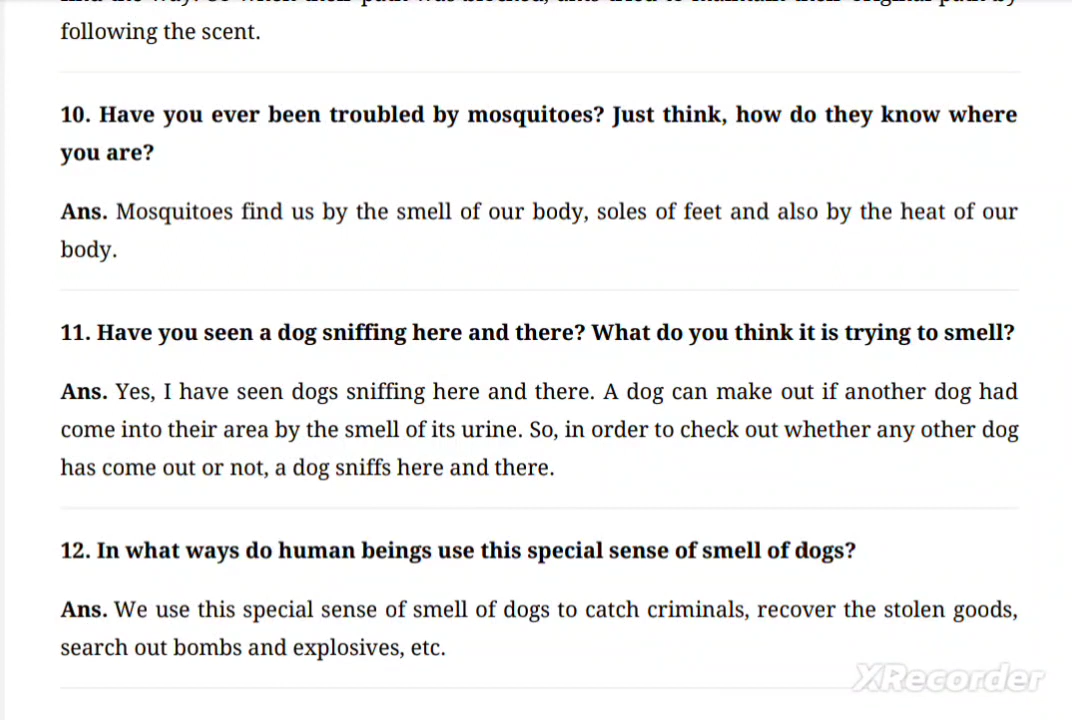 following the scent.
10. Have you ever been troubled by mosquitoes? Just think, how do they know where
you are?
Ans. Mosquitoes find us by the smell of our body, soles of feet and also by the heat of our
body.
11. Have you seen a dog sniffing here and there? What do you think it is trying to smell?
Ans. Yes, I have seen dogs sniffing here and there. A dog can make out if another dog had
come into their area by the smell of its urine. So, in order to check out whether any other dog
has come out or not, a dog sniffs here and there.
12. In what ways do human beings use this special sense of smell of dogs?
Ans. We use this special sense of smell of dogs to catch criminals, recover the stolen goods,
search out bombs and explosives, etc.
XRecorder